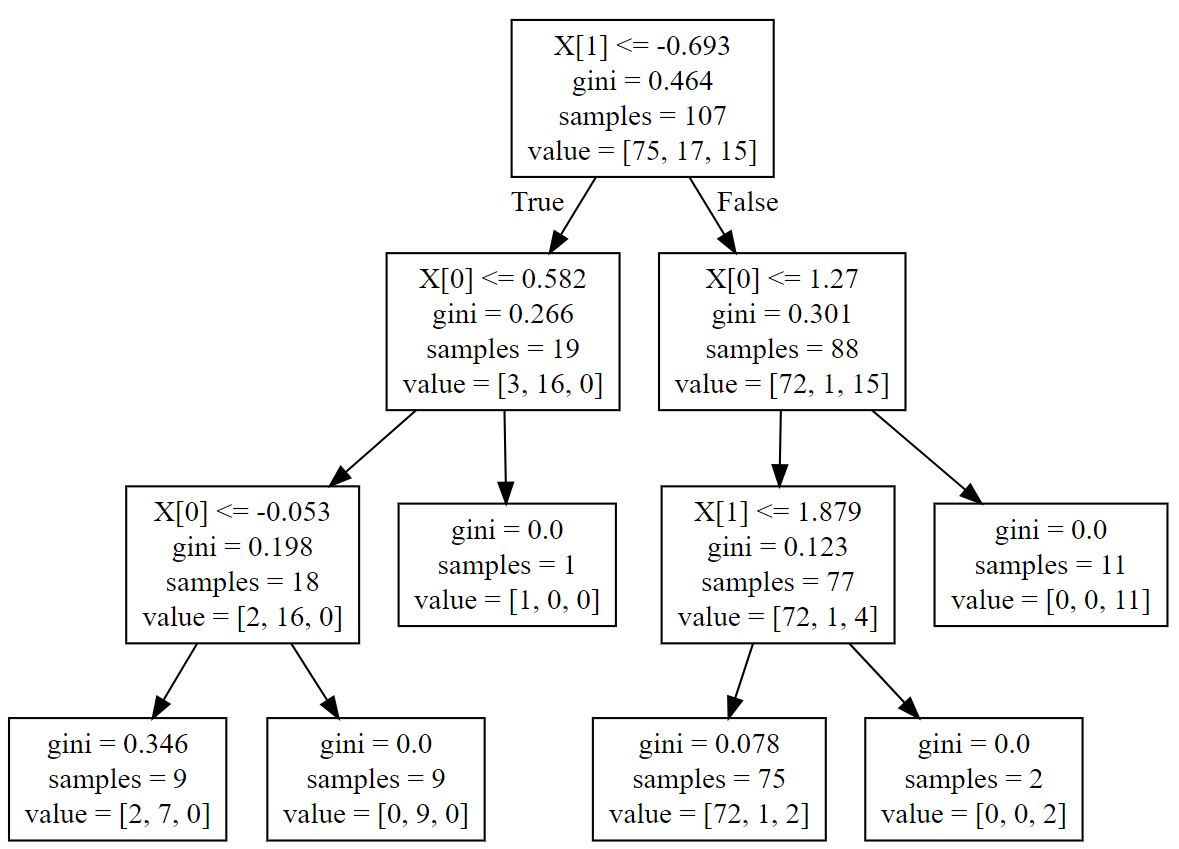 X[1] <= -0.693
gini = 0.464
samples = 107
value = [75, 17, 15]
True
False
X[0] <= 0.582
gini = 0.266
samples = 19
value = [3, 16, 0]
X[0] <= 1.27
gini = 0.301
samples = 88
value = [72, 1, 15]
X[0] <= -0.053
gini = 0.198
samples = 18
value = [2, 16, 0]
gini = 0.0
samples = 1
value = [1, 0, 0]
X[1] <= 1.879
gini = 0.123
samples = 77
value = [72, 1, 4]
gini = 0.0
samples = 11
value = [0, 0, 11]
gini = 0.346
samples = 9
value = [2, 7, 0]
gini = 0.0
samples = 9
value = [0, 9, 0]
gini = 0.078
samples = 75
value = [72, 1, 2]
gini = 0.0
samples = 2
value = [0, 0, 2]